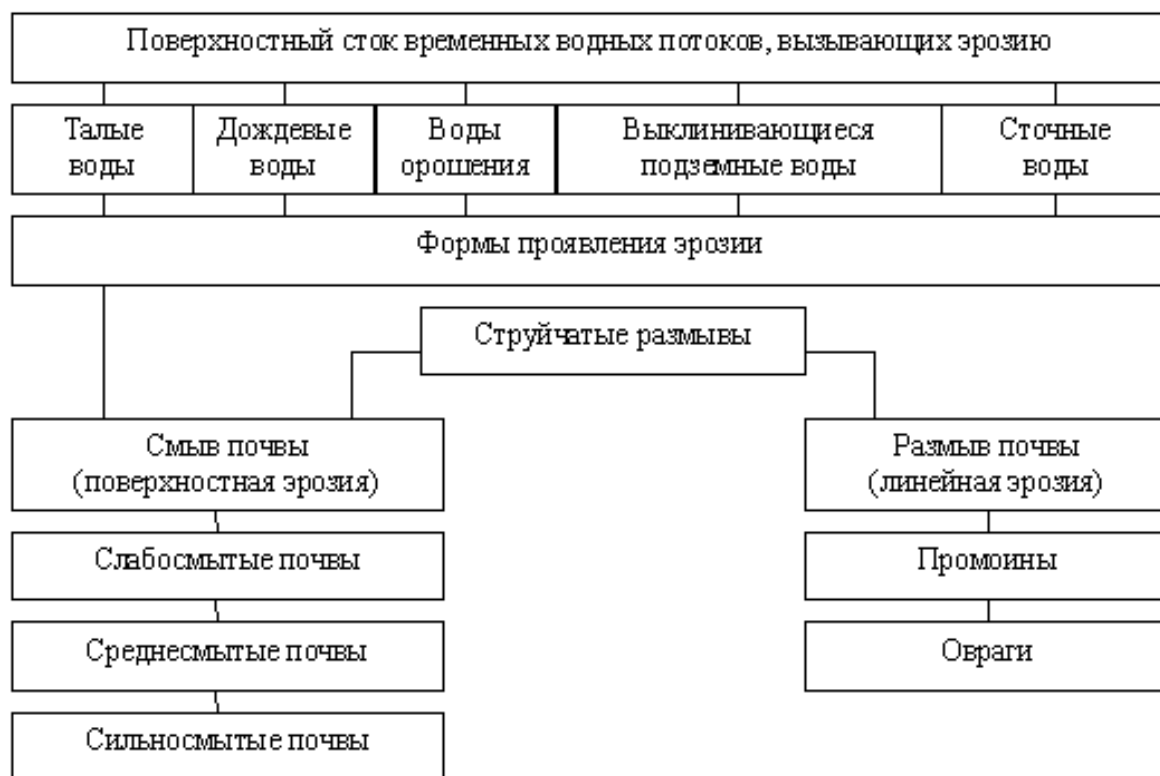 Поверхностный сток временных водных потоков, вызывающих эрозию
Талые
воды
Дождевые
воды
Воды
орошения
Выклинивающиеся
подземные воды
Сточные
воды
Формы проявления эрозии
Струйчатые размывы
Смыв почвы
(поверхностная эрозия)
Размыв почвы
(линейная эрозия)
Слабосмытые почвы
Промоины
Среднесмытые почвы
Овраги
Сильносмытые почвы